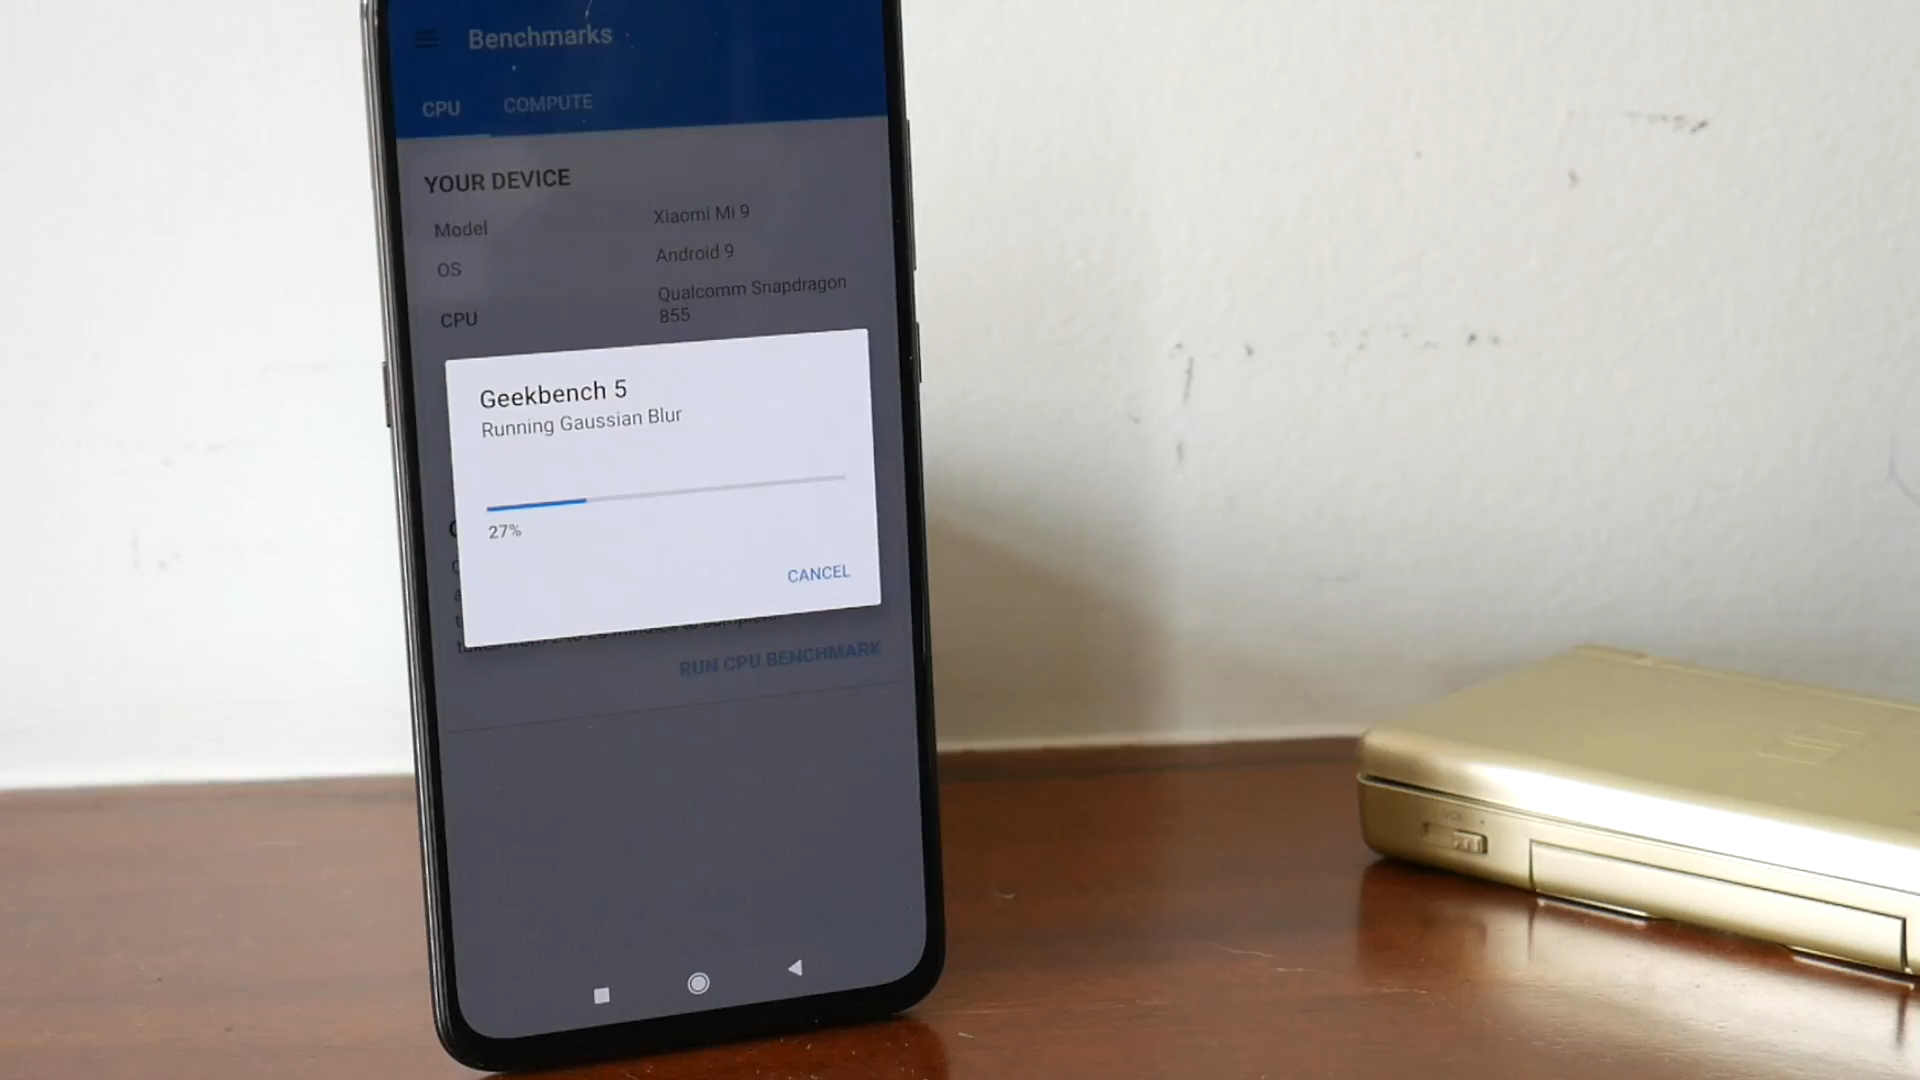 Benchmarks
CPU COMPUTE
YOUR DEVICE
Model Xiaomi Mi 9
OS Android 9
CPU Qualcomm Snapdragon
855
Geekbench 5
Running Gaussian Blur
27%
CANCEL
RUN CPU BENCHMARK